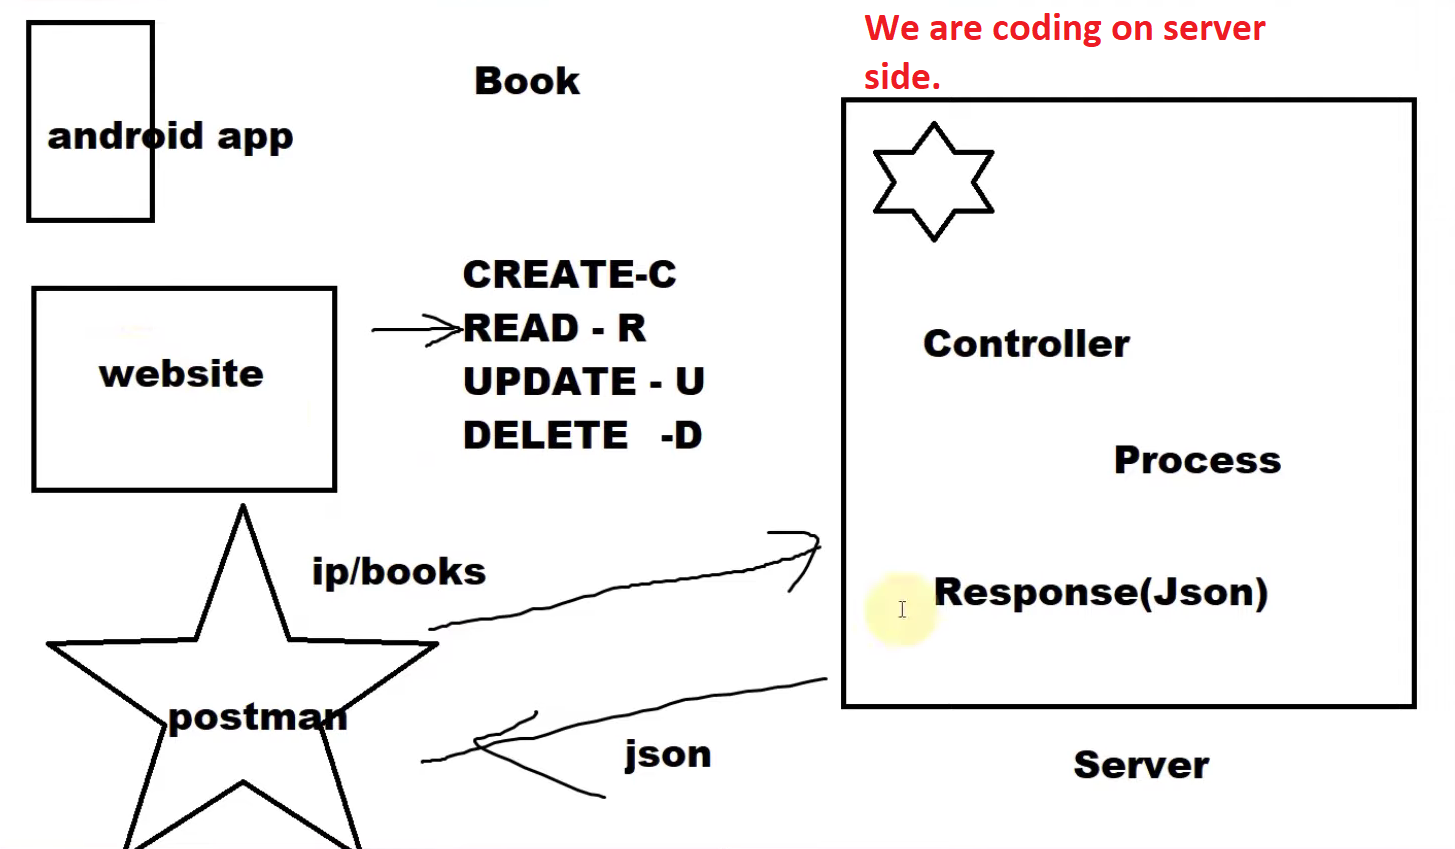 We are coding on server
side.
Book
android app
CREATE-C
READ - R
UPDATE - U
DELETE -D
website
Controller
Process
ip/books
Response(Json)
postman
json
Server